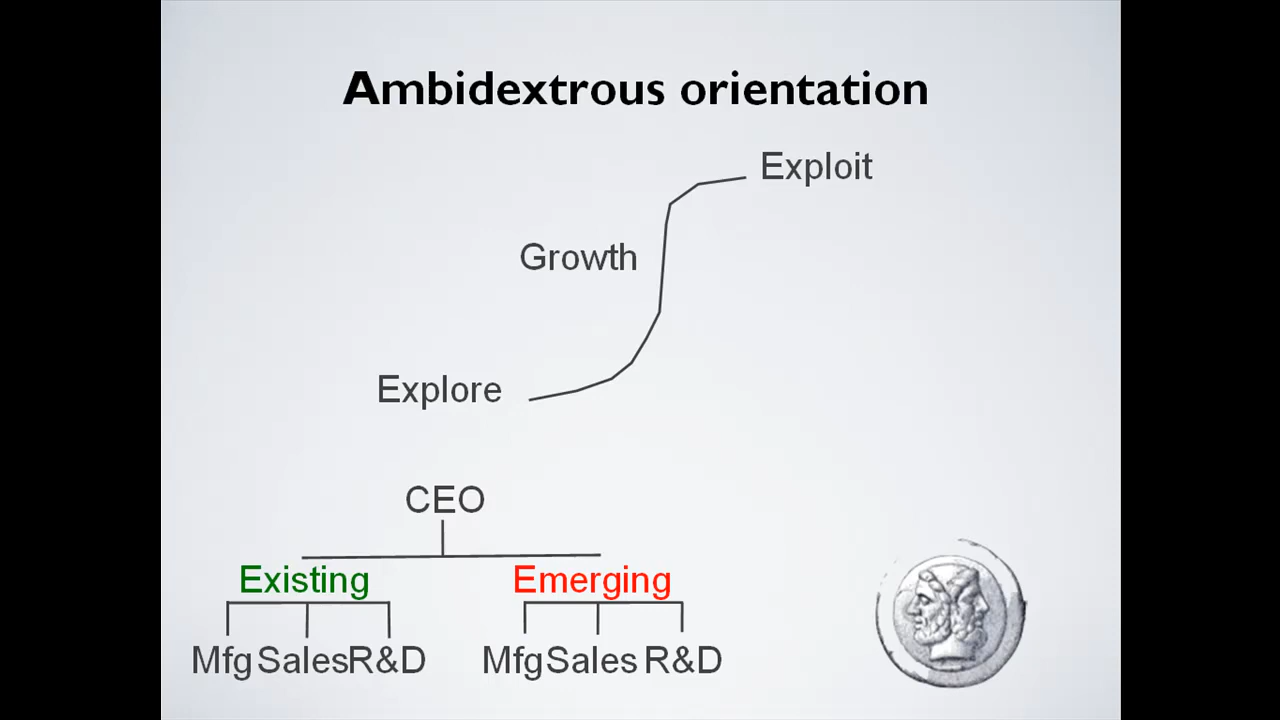 Ambidextrous orientation
Exploit
Growth
Explore
CEO
Existing Emerging
Mfg Sales R&D Mfg Sales R&D